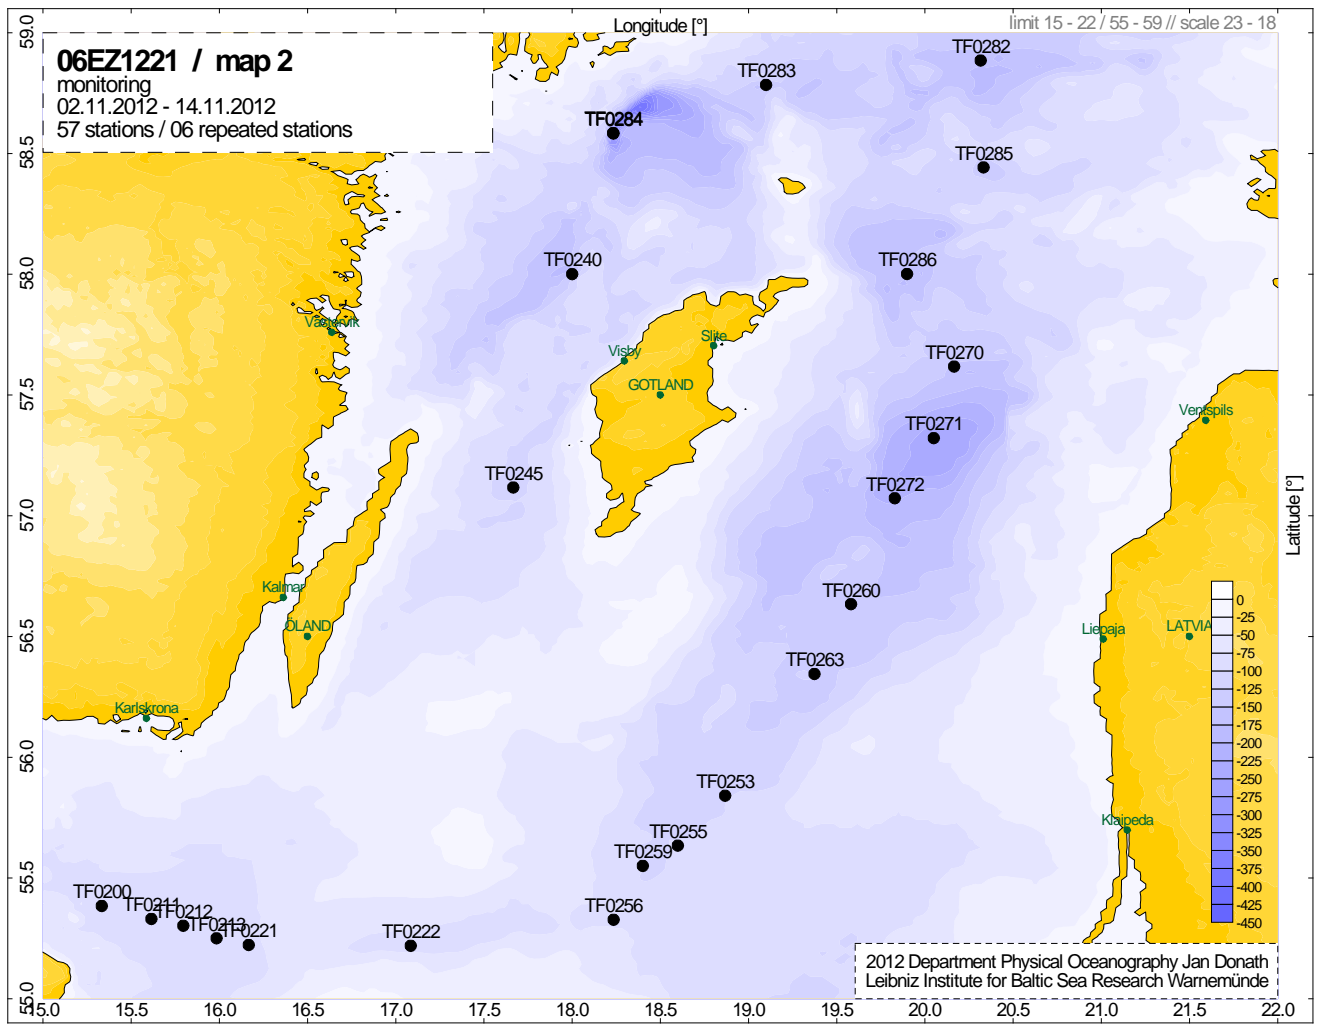 Longitude [°]
limit 15 - 22 / 55 - 59 // scale 23 - 18
06EZ1221 / map 2
monitoring
02.11.2012 - 14.11.2012
57 stations / 06 repeated stations
59.0
58.5
58.0
57.5
57.0
56.5
56.0
55.5
55.0
TF0282
TF0283
TF0284
TF0285
TF0240
TF0286
Västervik
Slite
Visby
TF0270
GOTLAND
Ventspils
TF0271
TF0245
TF0272
Latitude [°]
Kalmar
TF0260
ÖLAND
Liepaja
LATVIA
TF0263
Karlskrona
TF0253
Klaipeda
TF0255
TF0259
TF0200
TF0211
TF0212
TF0213
TF0221
TF0222
TF0256
0
-25
-50
-75
-100
-125
-150
-175
-200
-225
-250
-275
-300
-325
-350
-375
-400
-425
-450
2012 Department Physical Oceanography Jan Donath
Leibniz Institute for Baltic Sea Research Warnemünde
15.0 15.5 16.0 16.5 17.0 17.5 18.0 18.5 19.0 19.5 20.0 20.5 21.0 21.5 22.0